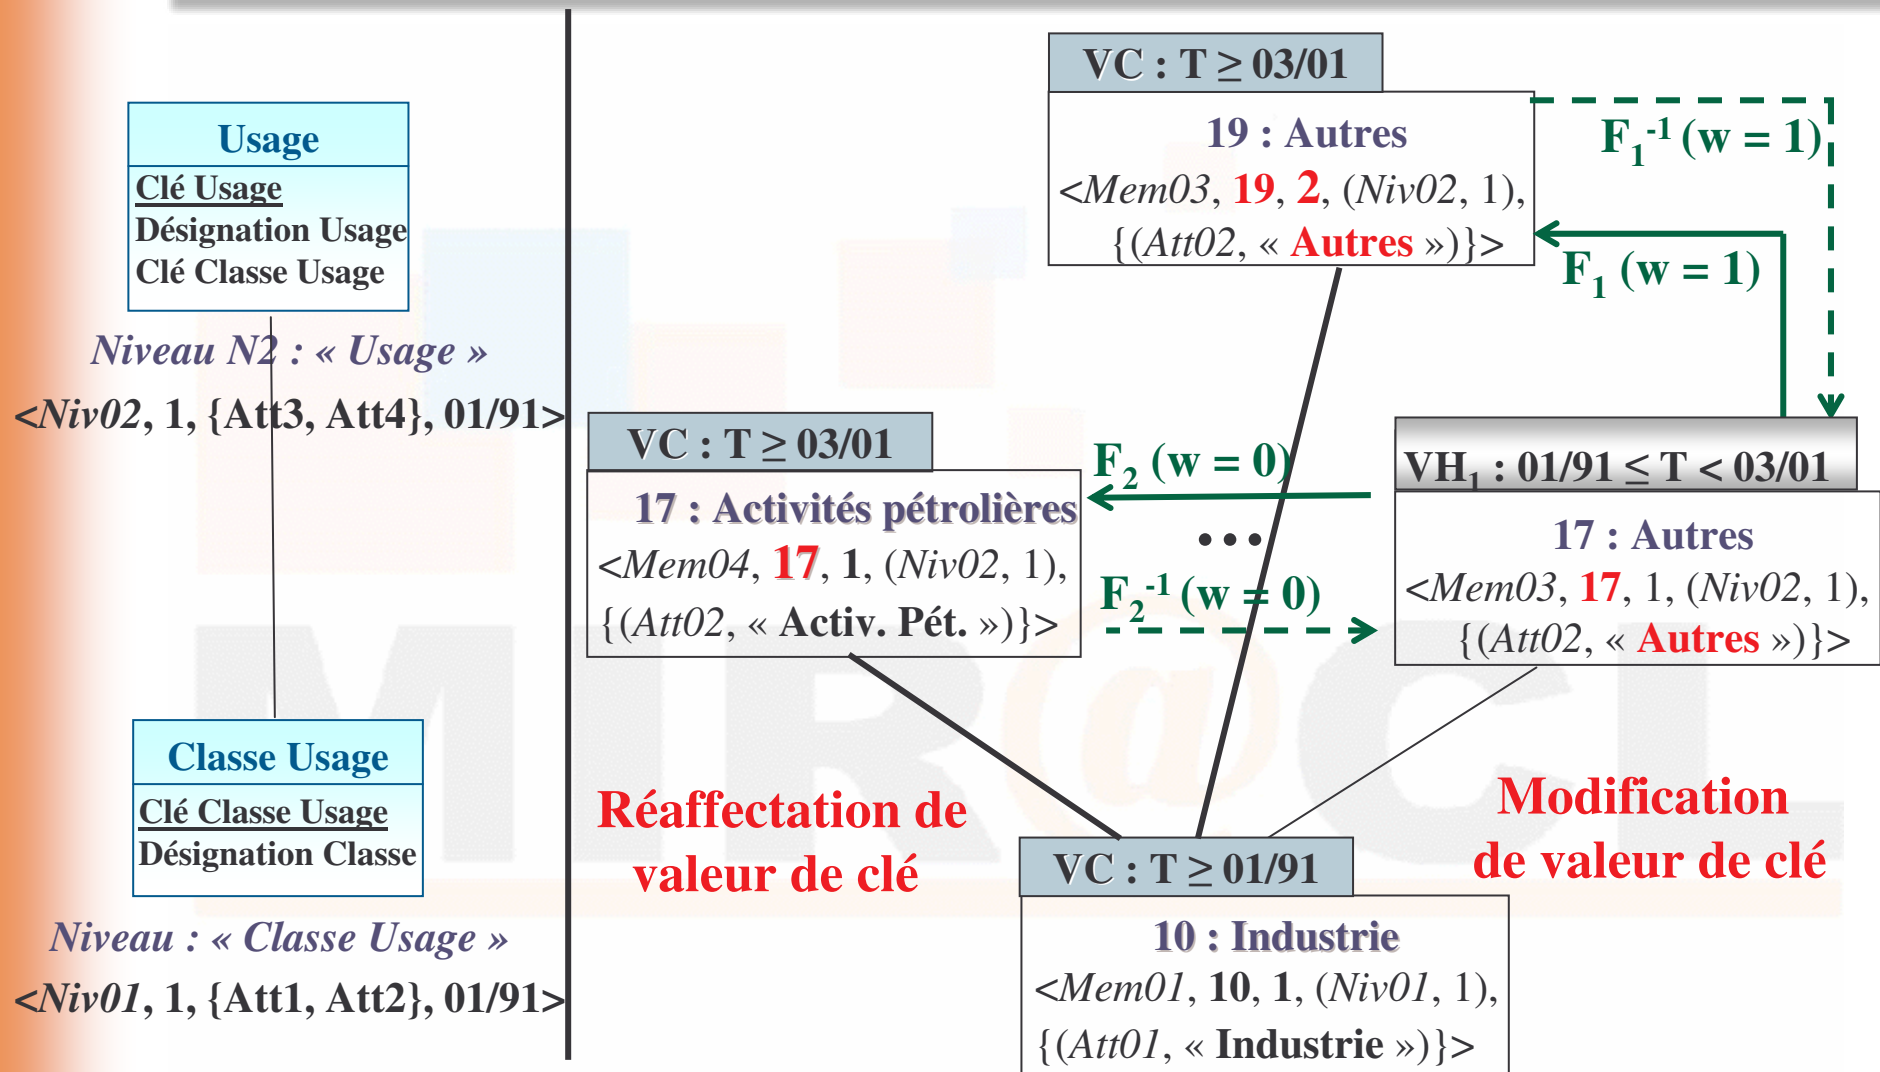 Usage
Clé Usage
Désignation Usage
Clé Classe Usage
Niveau N2 : « Usage »
<Niv02, 1, {Att3, Att4}, 01/91>
Classe Usage
Clé Classe Usage
Désignation Classe
Niveau : « Classe Usage »
<Niv01, 1, {Att1, Att2}, 01/91>
VC : T ≥ 03/01
19 : Autres
<Mem03, 19, 2, (Niv02, 1),
{(Att02, « Autres »)}>
F₁⁻¹ (w = 1)
F₁ (w = 1)
VC : T ≥ 03/01
17 : Activités pétrolières
<Mem04, 17, 1, (Niv02, 1),
{(Att02, « Activ. Pét. »)}>
F₂ (w = 0)
...
F₂⁻¹ (w = 0)
VH₁ : 01/91 ≤ T < 03/01
17 : Autres
<Mem03, 17, 1, (Niv02, 1),
{(Att02, « Autres »)}>
Réaffectation de
valeur de clé
Modification
de valeur de clé
VC : T ≥ 01/91
10 : Industrie
<Mem01, 10, 1, (Niv01, 1),
{(Att01, « Industrie »)}>
MIR@CL